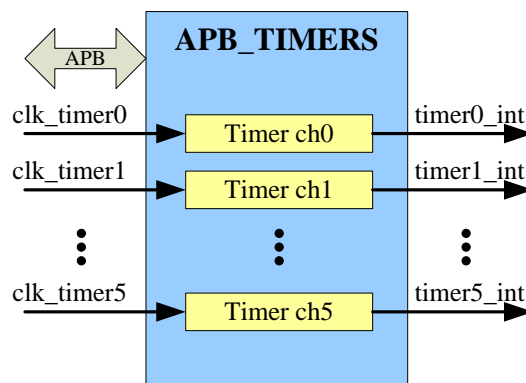 APB_TIMERS
APB
clk_timer0
Timer ch0
timer0_int
clk_timer1
Timer ch1
timer1_int
clk_timer5
Timer ch5
timer5_int